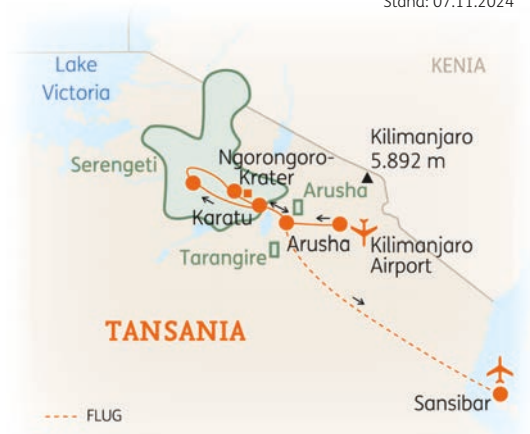 Stand: 07.11.2024
Lake
Victoria
KENIA
Kilimanjaro
5.892 m
Serengeti
Ngorongoro-
Krater
Arusha
Karatu
Arusha
Kilimanjaro
Airport
Tarangire
TANSANIA
Sansibar
FLUG